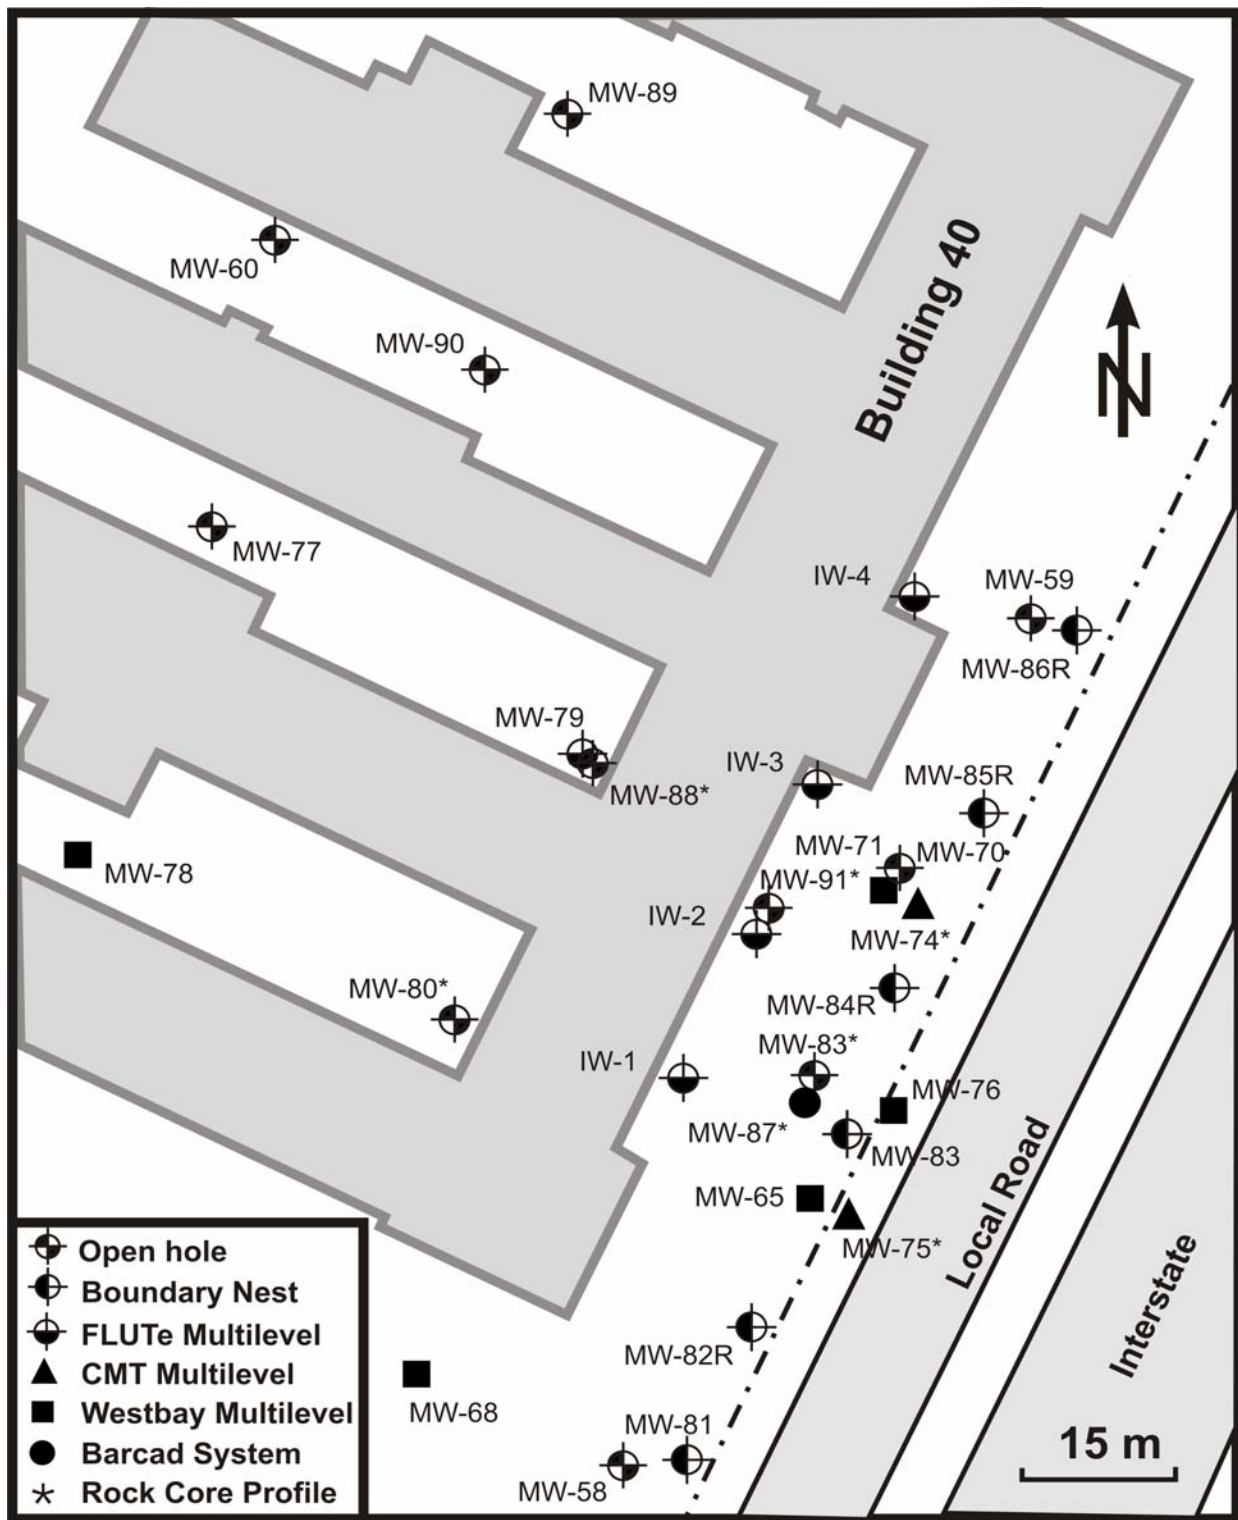 MW-89
MW-60
Building 40
MW-90
N
MW-77
IW-4
MW-59
MW-86R
MW-79
IW-3
MW-88*
MW-85R
MW-71
MW-70
MW-78
MW-91*
IW-2
MW-74*
MW-80*
MW-84R
MW-83*
IW-1
MW-76
MW-87*
MW-83
MW-65
Local Road
MW-75*
Interstate
MW-82R
MW-68
MW-81
MW-58
15 m
Open hole
Boundary Nest
FLUTe Multilevel
CMT Multilevel
Westbay Multilevel
Barcad System
* Rock Core Profile